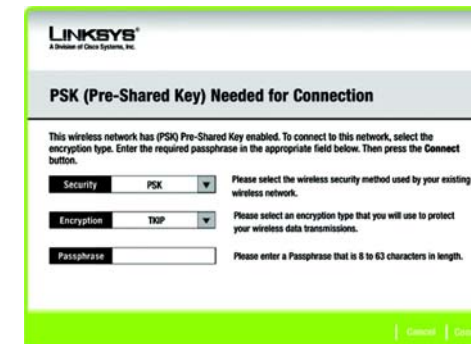 LINKSYS®
A Division of Cisco Systems, Inc.
PSK (Pre-Shared Key) Needed for Connection
This wireless network has (PSK) Pre-Shared Key enabled. To connect to this network, select the
encryption type. Enter the required passphrase in the appropriate field below. Then press the Connect
button.
Security PSK Please select the wireless security method used by your existing
wireless network.
Encryption TKIP Please select an encryption type that you will use to protect
your wireless data transmissions.
Passphrase Please enter a Passphrase that is 8 to 63 characters in length.
Cancel